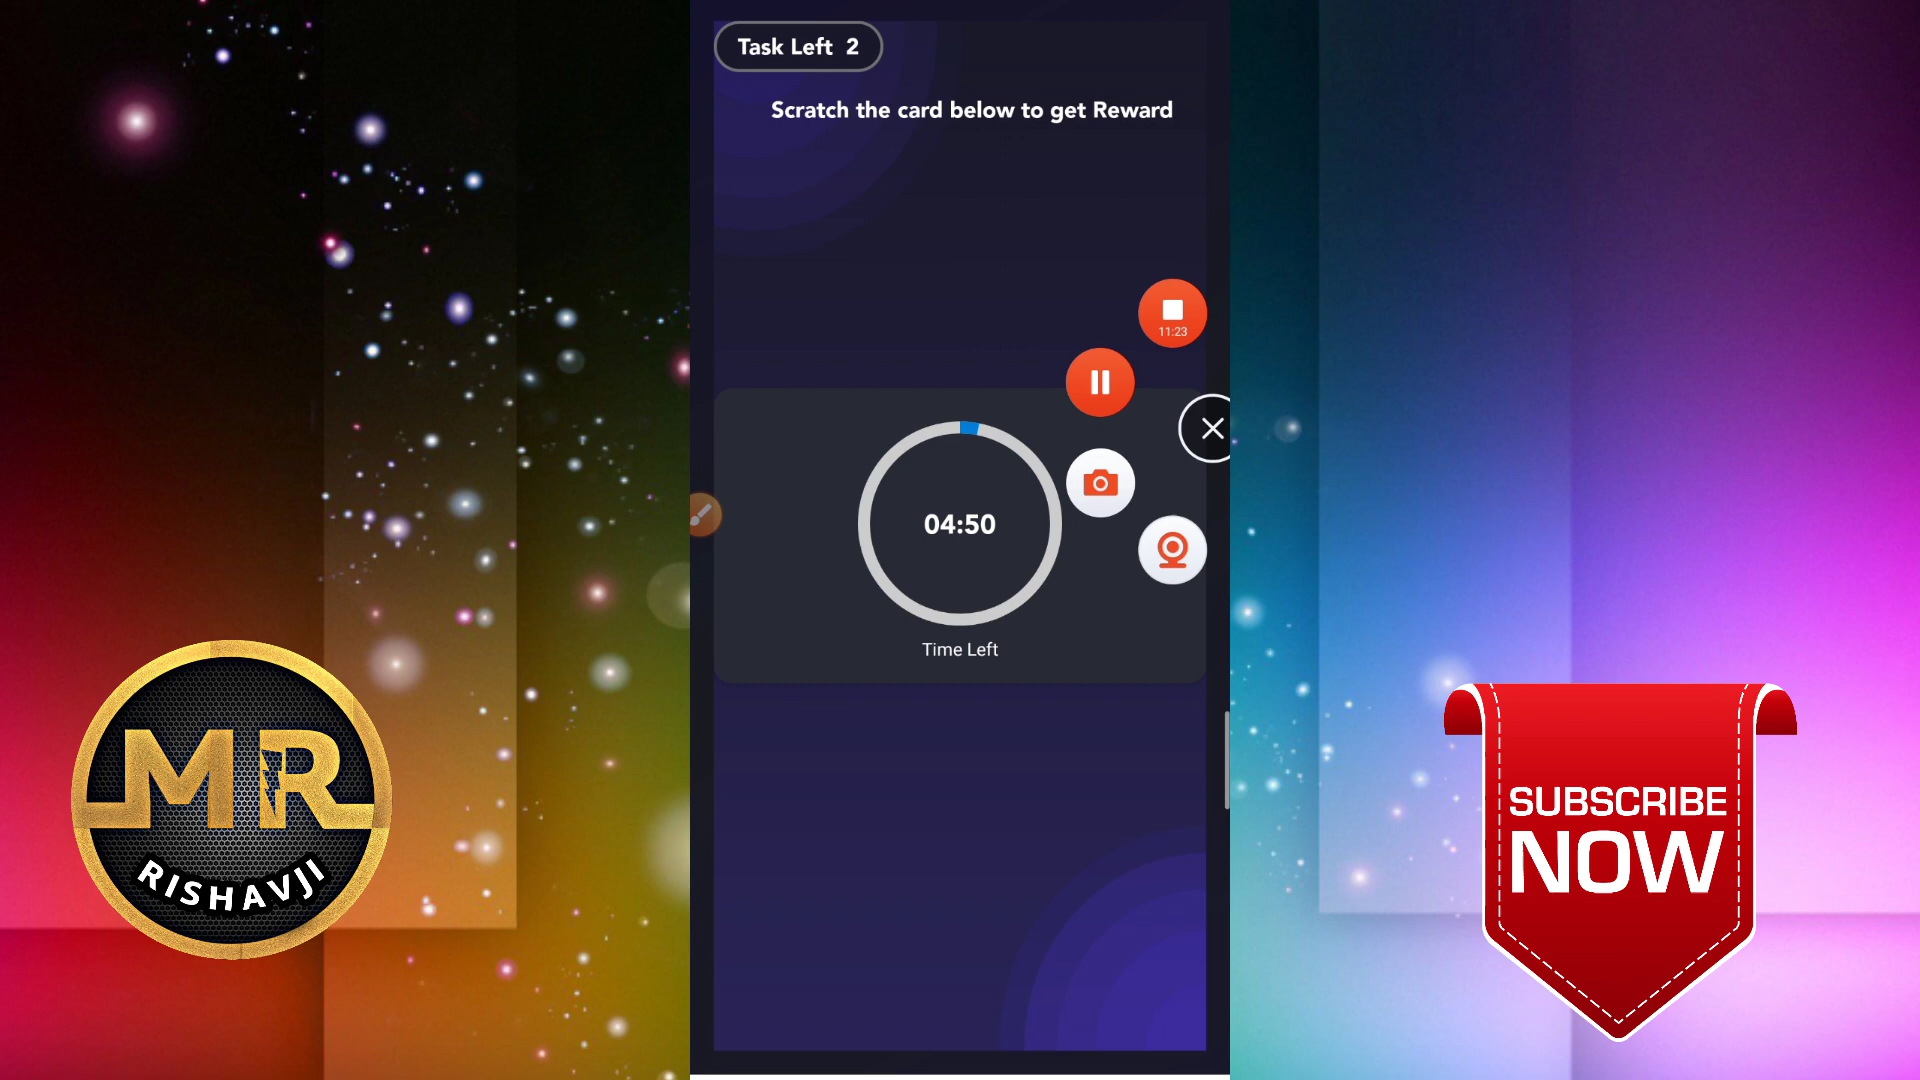 Task Left 2
Scratch the card below to get Reward
11:23
04:50
Time Left
MR
RISHAVJI
SUBSCRIBE
NOW